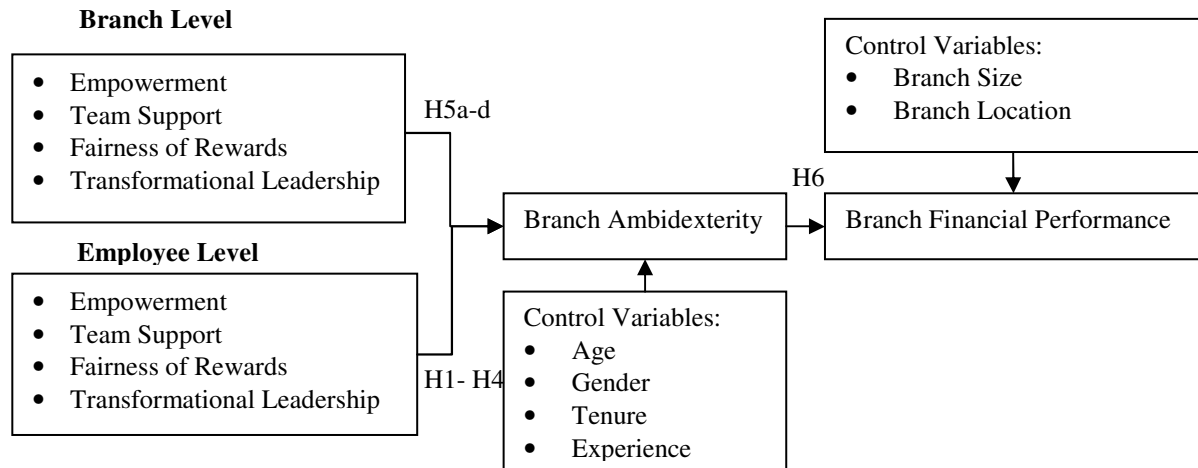 Branch Level
• Empowerment
• Team Support
• Fairness of Rewards
• Transformational Leadership
H5a-d
Employee Level
• Empowerment
• Team Support
• Fairness of Rewards
• Transformational Leadership
H1- H4
Branch Ambidexterity
Control Variables:
• Age
• Gender
• Tenure
• Experience
H6
Control Variables:
• Branch Size
• Branch Location
Branch Financial Performance